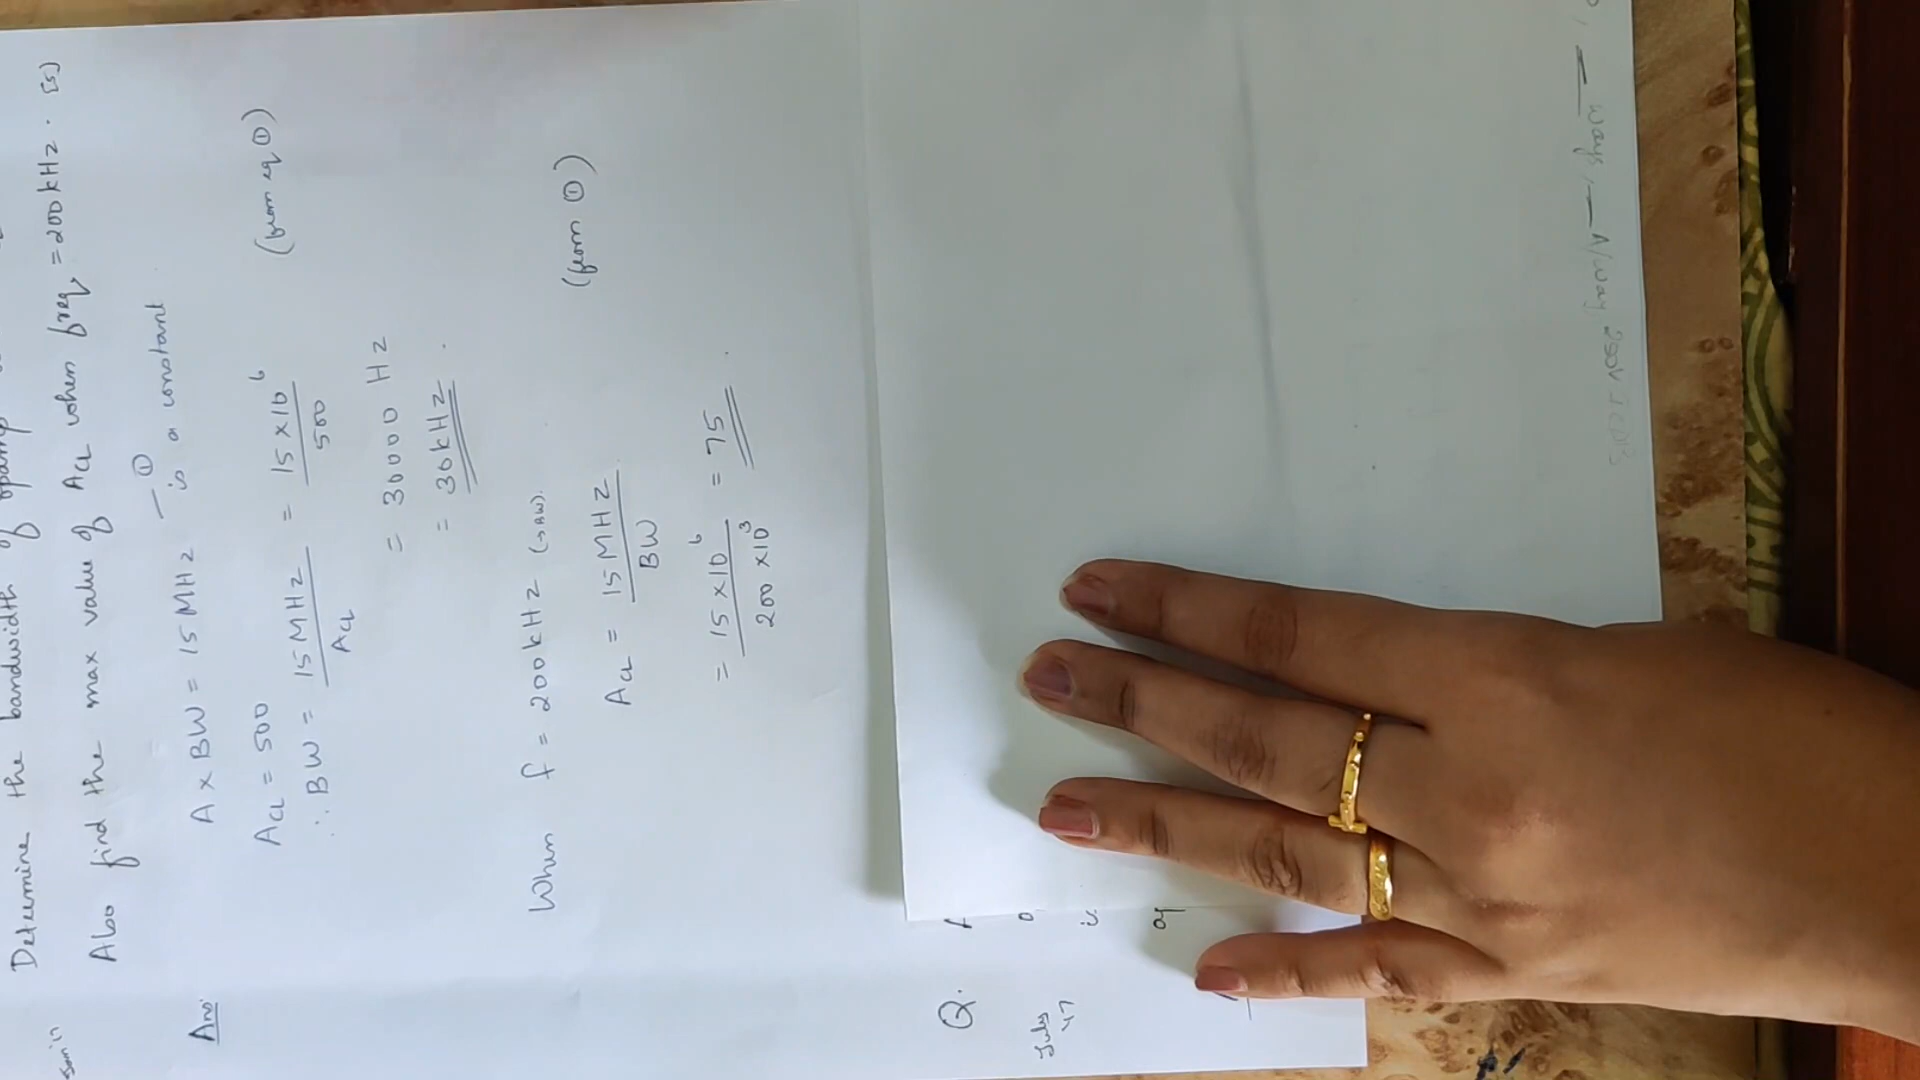 Determine the bandwidth of opamp
Also find the max value of ACL when freq = 200 kHz. [5]
Ans. A x BW = 15 MHz — ① is a constant
ACL = 500
∴ BW = 15 MHz / ACL = 15 x 10^6 / 500 (from eq ①)
= 30000 Hz
= 30 kHz.
When f = 200 kHz (→BW).
ACL = 15 MHz / BW (from ①)
= 15 x 10^6 / 200 x 10^3 = 75
Q.
July 17